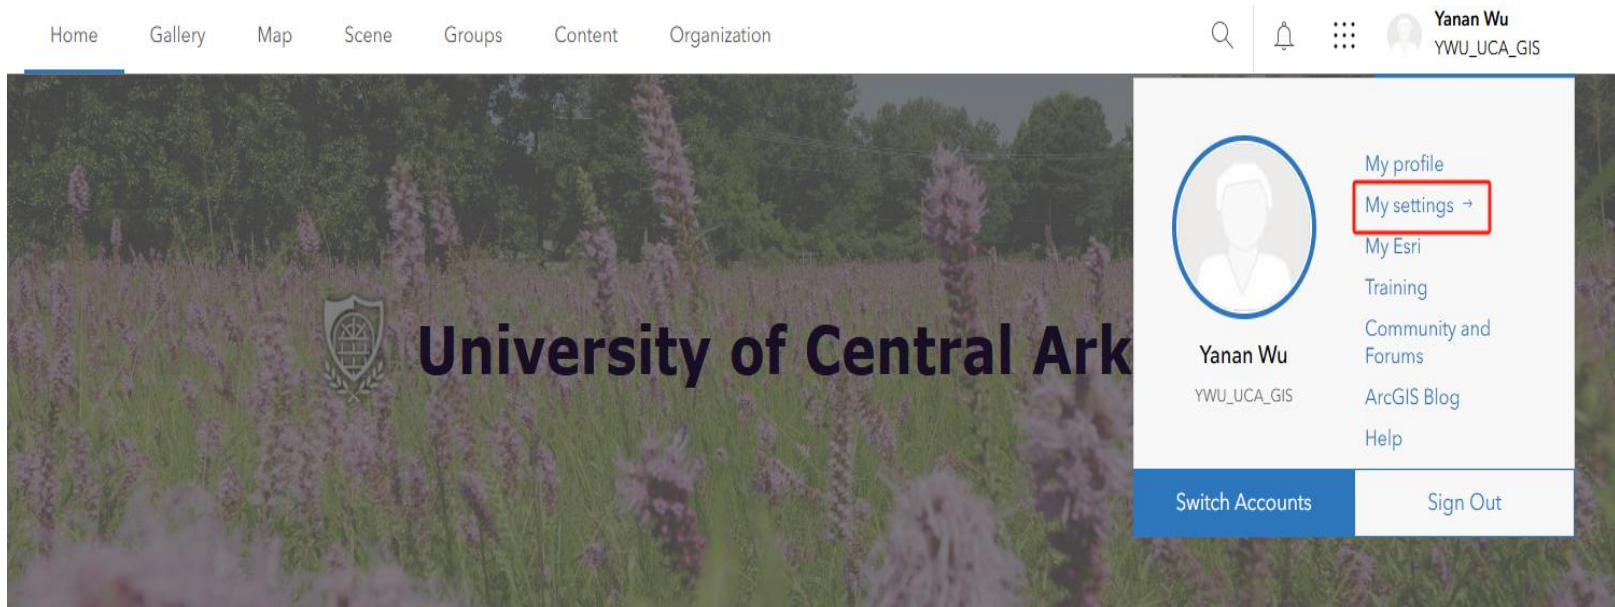 Home Gallery Map Scene Groups Content Organization
Yanan Wu
YWU_UCA_GIS
University of Central Ark
Yanan Wu
YWU_UCA_GIS
My profile
My settings →
My Esri
Training
Community and
Forums
ArcGIS Blog
Help
Switch Accounts
Sign Out